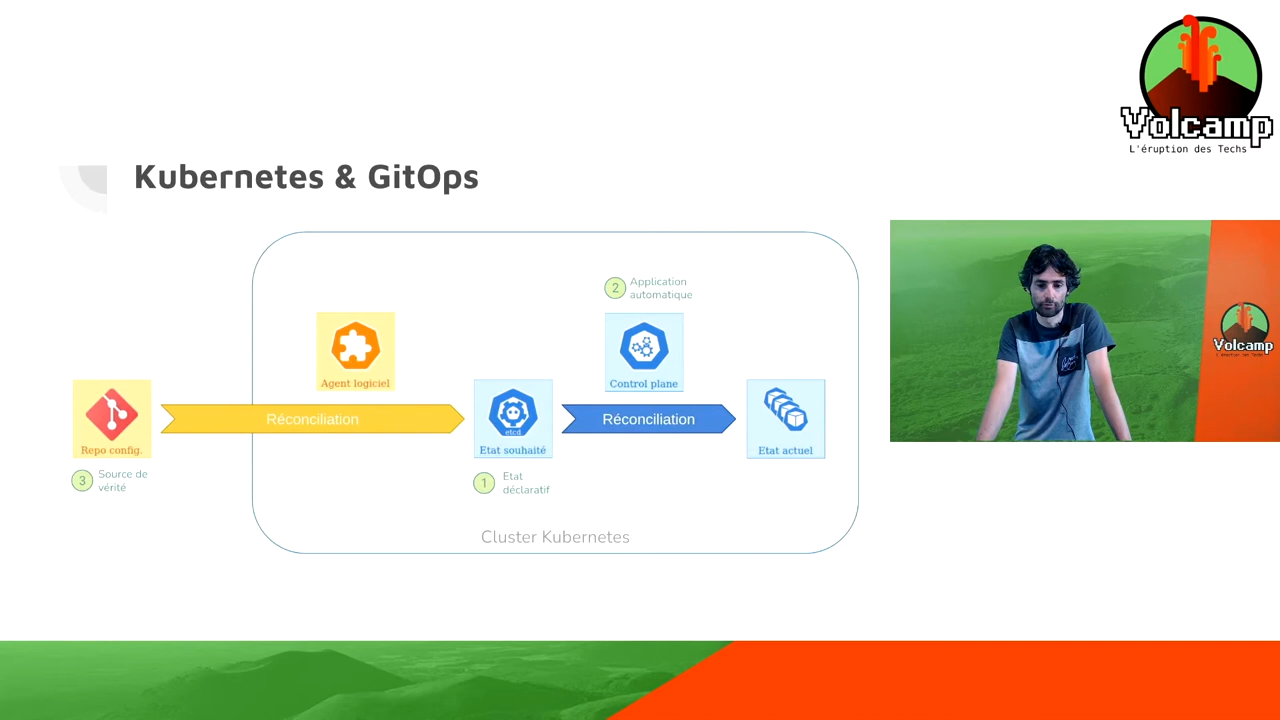 Volcamp
L'éruption des Techs
Kubernetes & GitOps
2
Application
automatique
Agent logiciel
Control plane
Réconciliation
etcd
Réconciliation
Repo config.
Etat souhaité
Etat actuel
3
Source de
vérité
1
Etat
déclaratif
Cluster Kubernetes
Volcamp